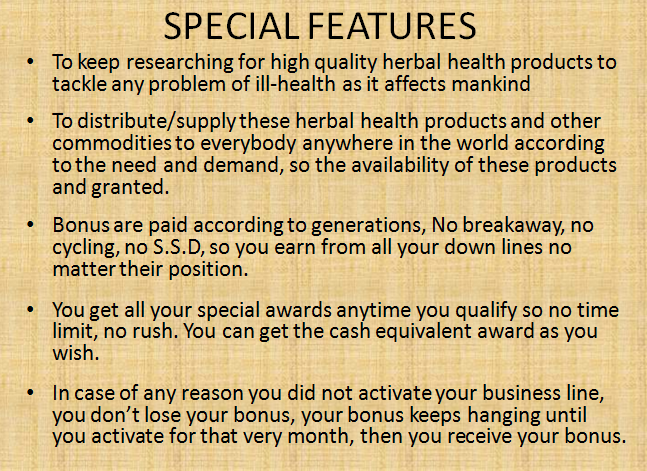 SPECIAL FEATURES
• To keep researching for high quality herbal health products to
tackle any problem of ill-health as it affects mankind
• To distribute/supply these herbal health products and other
commodities to everybody anywhere in the world according
to the need and demand, so the availability of these products
and granted.
• Bonus are paid according to generations, No breakaway, no
cycling, no S.S.D, so you earn from all your down lines no
matter their position.
• You get all your special awards anytime you qualify so no time
limit, no rush. You can get the cash equivalent award as you
wish.
• In case of any reason you did not activate your business line,
you don’t lose your bonus, your bonus keeps hanging until
you activate for that very month, then you receive your bonus.